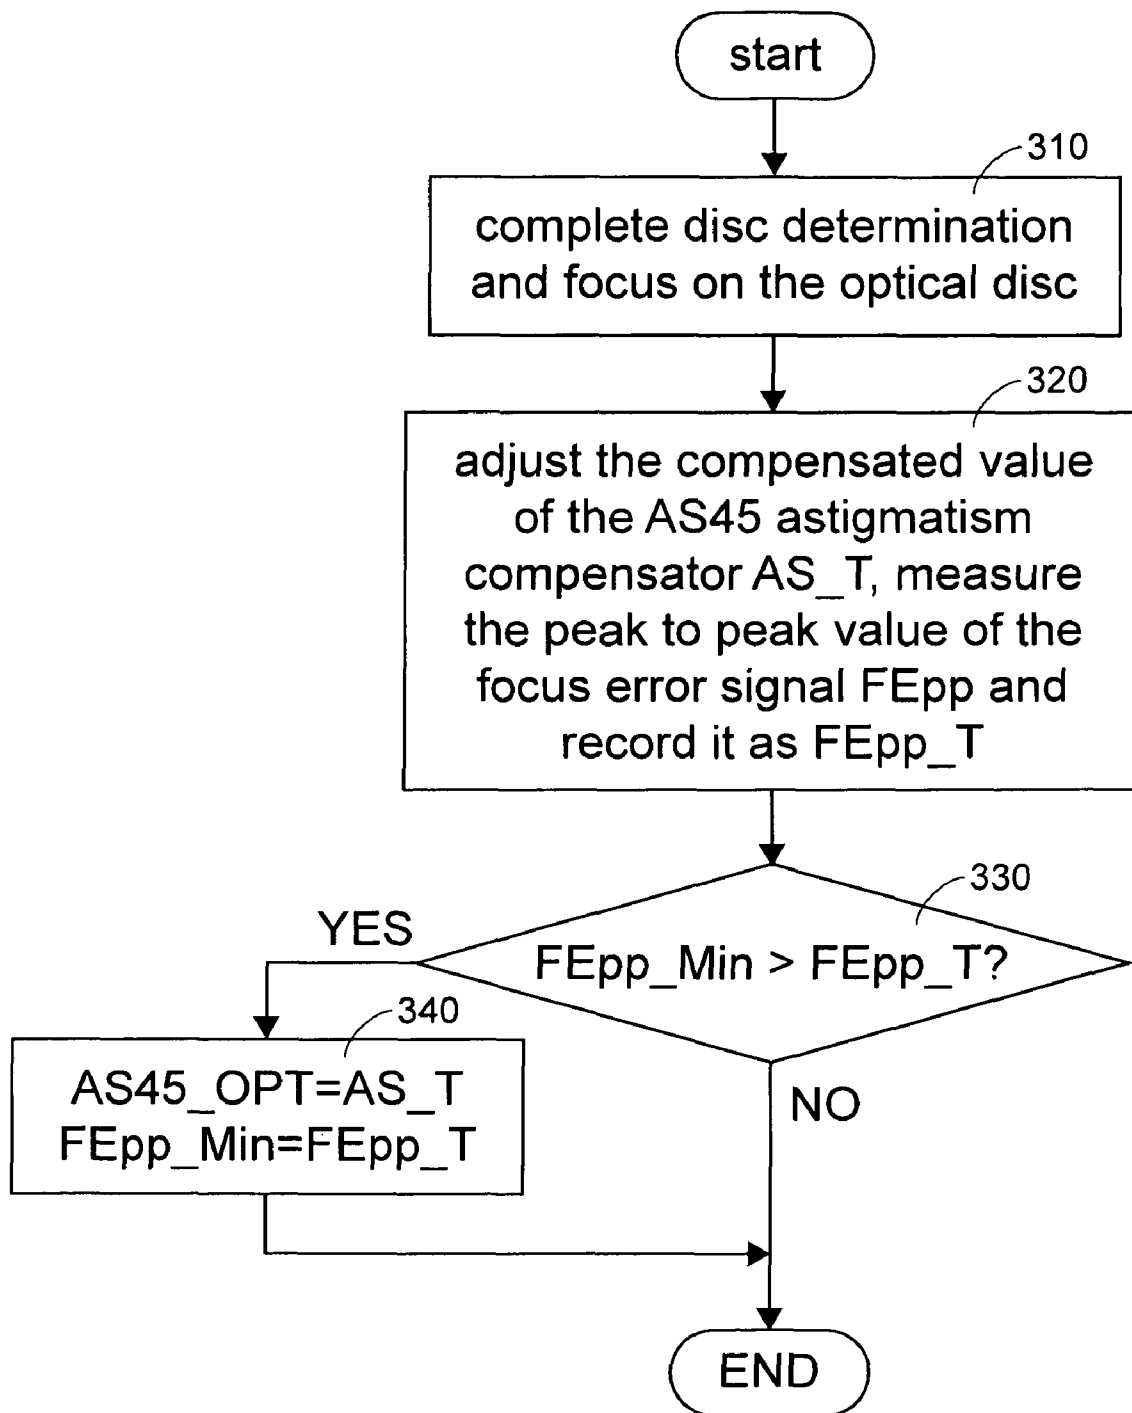 start
310
complete disc determination
and focus on the optical disc
320
adjust the compensated value
of the AS45 astigmatism
compensator AS_T, measure
the peak to peak value of the
focus error signal FEpp and
record it as FEpp_T
330
FEpp_Min > FEpp_T?
YES
340
AS45_OPT=AS_T
FEpp_Min=FEpp_T
NO
END